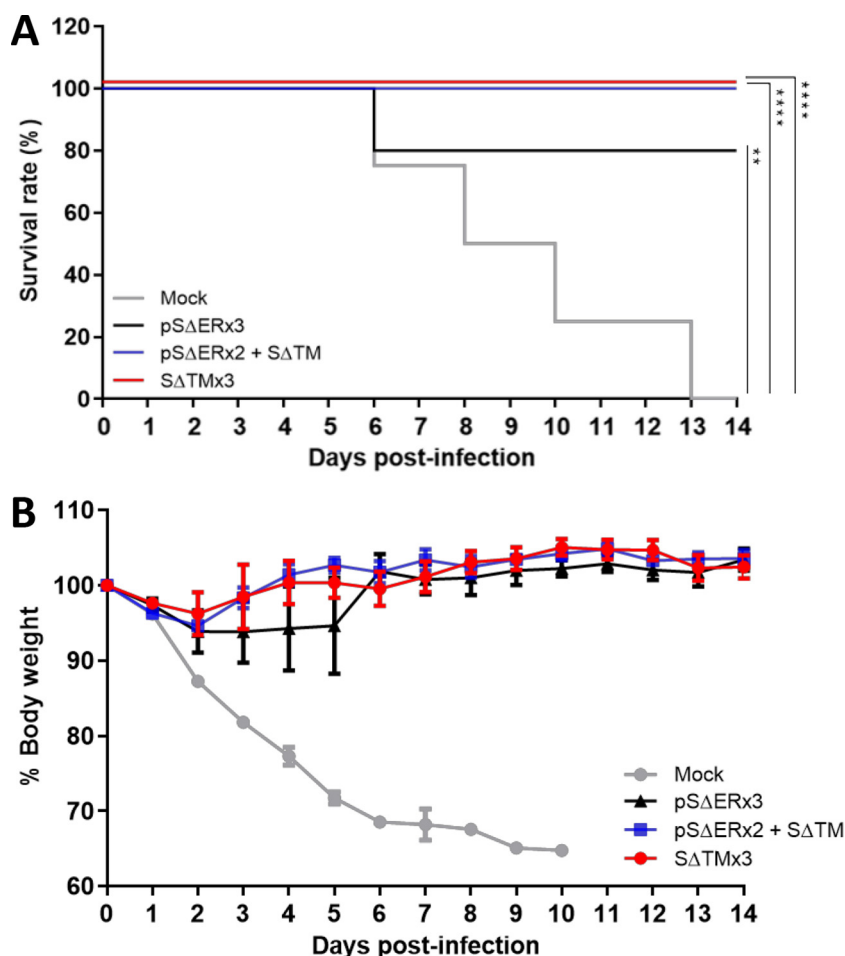 A
120
100
80
60
40
20
0
Survival rate (%)
Mock
pSΔERx3
pSΔERx2 + SΔTM
SΔTMx3
0 1 2 3 4 5 6 7 8 9 10 11 12 13 14
Days post-infection
**
****
****
B
110
100
90
80
70
60
% Body weight
Mock
pSΔERx3
pSΔERx2 + SΔTM
SΔTMx3
0 1 2 3 4 5 6 7 8 9 10 11 12 13 14
Days post-infection